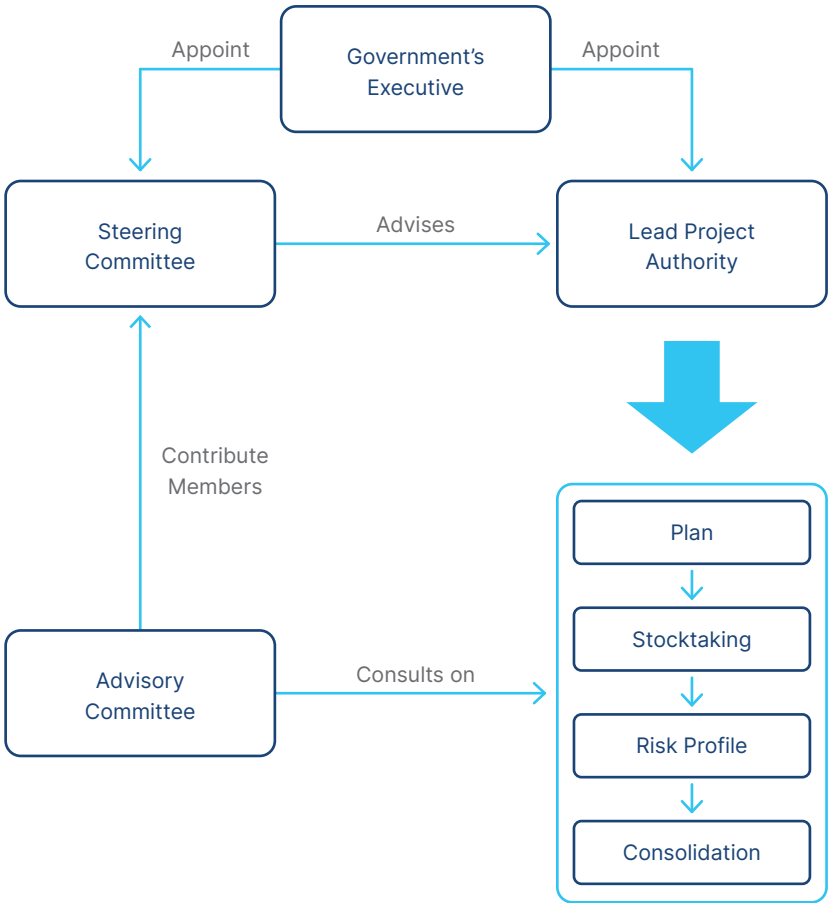 Appoint
Government’s
Executive
Appoint
Steering
Committee
Advises
Lead Project
Authority
Contribute
Members
Plan
Stocktaking
Advisory
Committee
Consults on
Risk Profile
Consolidation